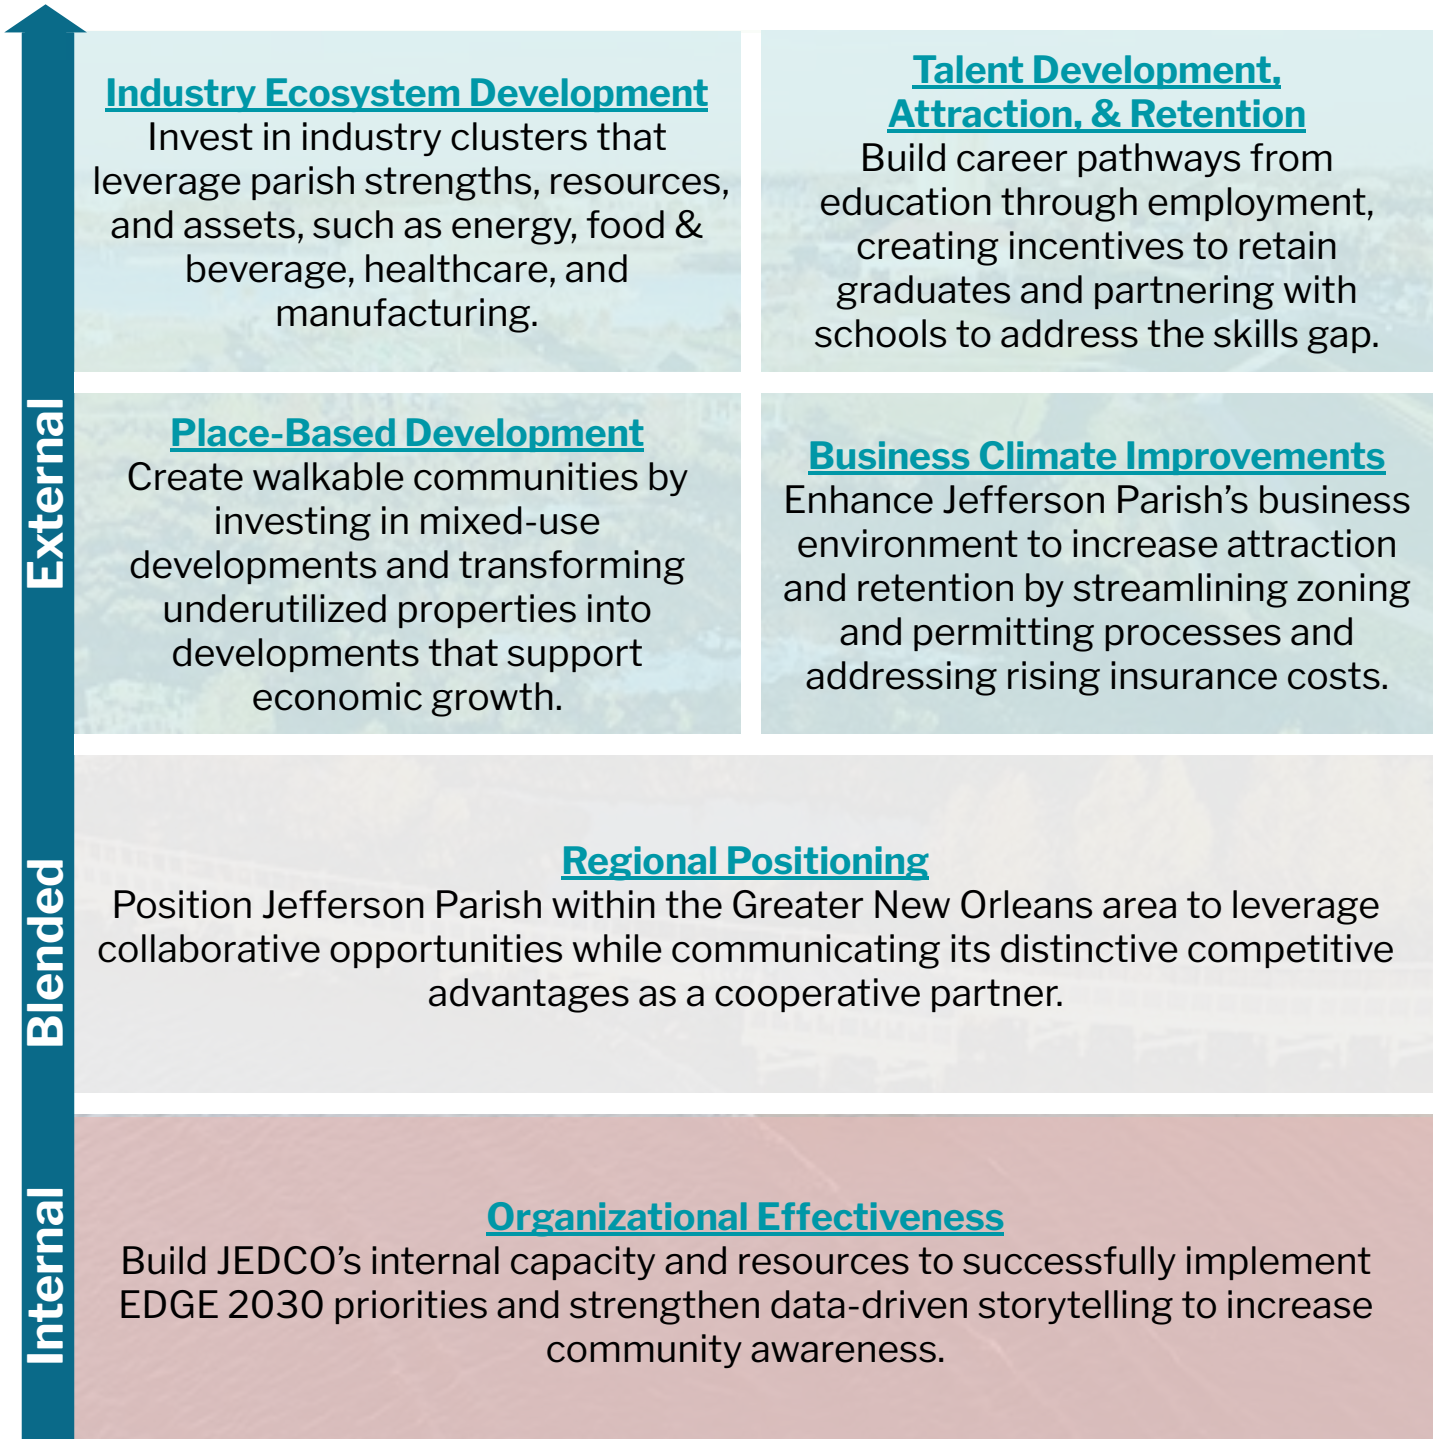 Industry Ecosystem Development
Invest in industry clusters that
leverage parish strengths, resources,
and assets, such as energy, food &
beverage, healthcare, and
manufacturing.
Talent Development,
Attraction, & Retention
Build career pathways from
education through employment,
creating incentives to retain
graduates and partnering with
schools to address the skills gap.
External
Place-Based Development
Create walkable communities by
investing in mixed-use
developments and transforming
underutilized properties into
developments that support
economic growth.
Business Climate Improvements
Enhance Jefferson Parish’s business
environment to increase attraction
and retention by streamlining zoning
and permitting processes and
addressing rising insurance costs.
Blended
Regional Positioning
Position Jefferson Parish within the Greater New Orleans area to leverage
collaborative opportunities while communicating its distinctive competitive
advantages as a cooperative partner.
Internal
Organizational Effectiveness
Build JEDCO’s internal capacity and resources to successfully implement
EDGE 2030 priorities and strengthen data-driven storytelling to increase
community awareness.